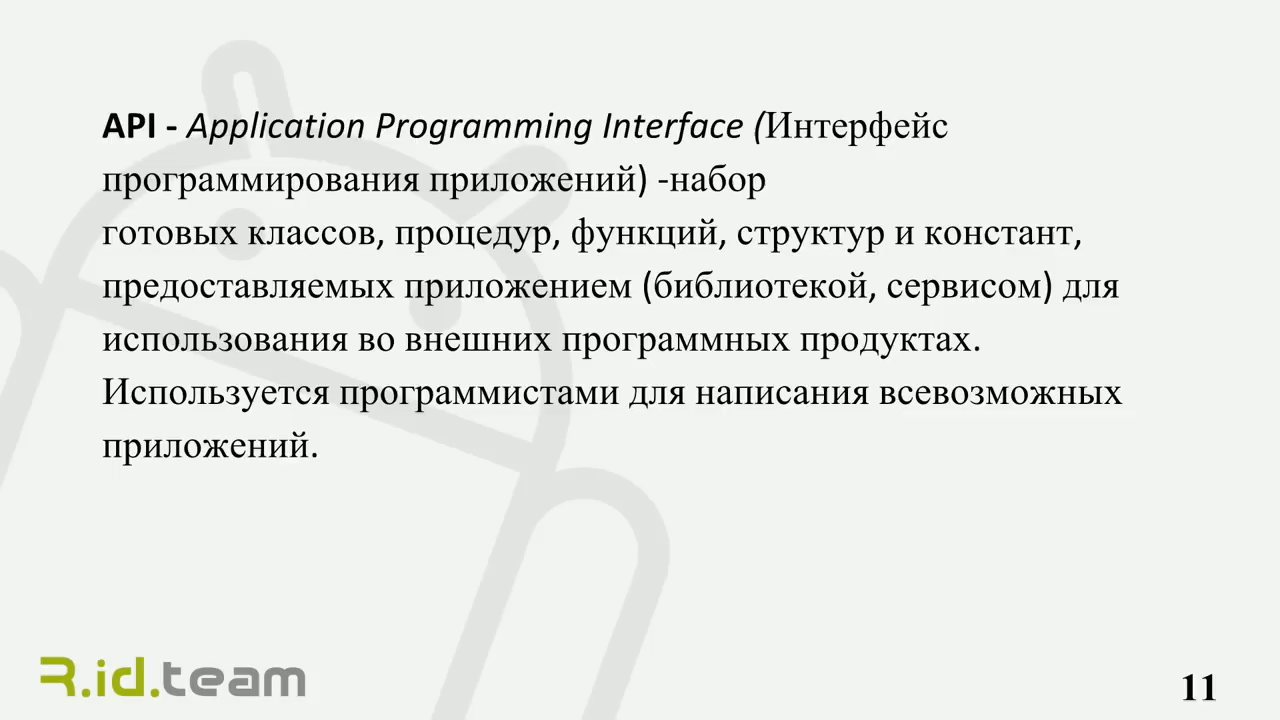 API - Application Programming Interface (Интерфейс
программирования приложений) -набор
готовых классов, процедур, функций, структур и констант,
предоставляемых приложением (библиотекой, сервисом) для
использования во внешних программных продуктах.
Используется программистами для написания всевозможных
приложений.
R.id.team
11